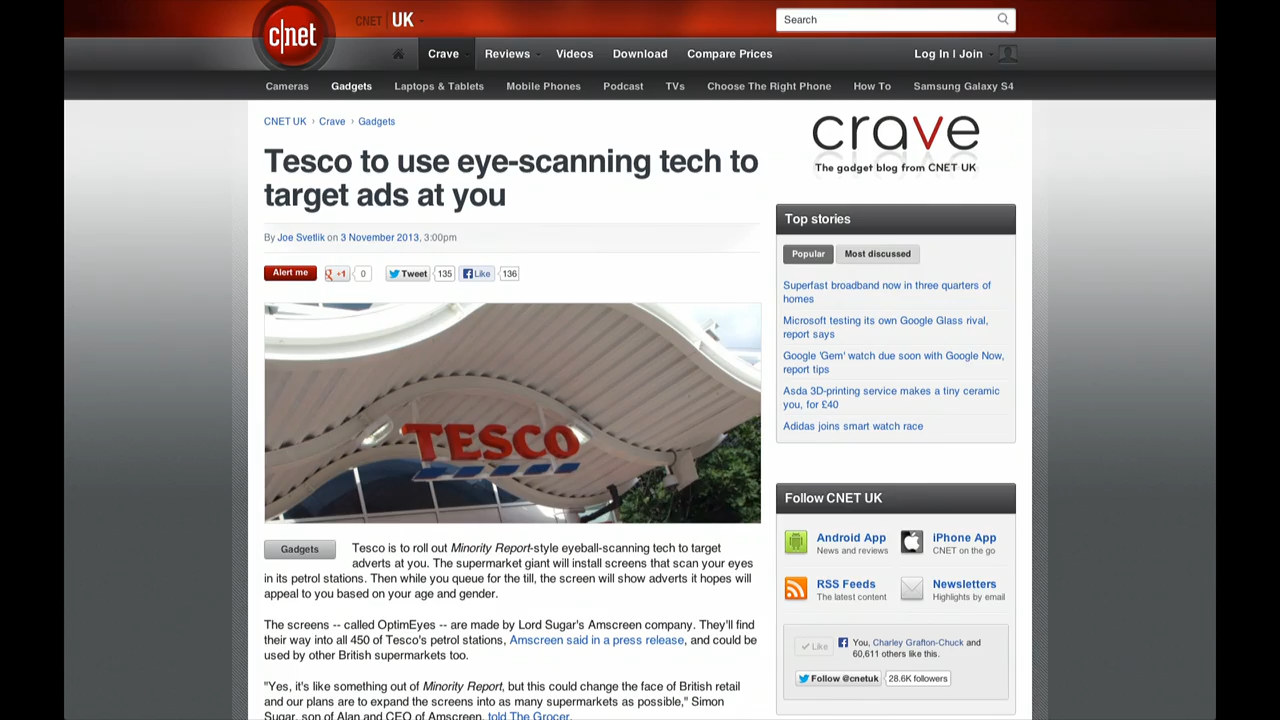 c|net
CNET | UK
Search
Crave
Reviews
Videos
Download
Compare Prices
Log In | Join
Cameras
Gadgets
Laptops & Tablets
Mobile Phones
Podcast
TVs
Choose The Right Phone
How To
Samsung Galaxy S4
CNET UK › Crave › Gadgets
Tesco to use eye-scanning tech to
target ads at you
By Joe Svetlik on 3 November 2013, 3:00pm
Alert me
+1
0
Tweet
135
Like
136
TESCO
Gadgets
Tesco is to roll out Minority Report-style eyeball-scanning tech to target
adverts at you. The supermarket giant will install screens that scan your eyes
in its petrol stations. Then while you queue for the till, the screen will show adverts it hopes will
appeal to you based on your age and gender.
The screens -- called OptimEyes -- are made by Lord Sugar's Amscreen company. They'll find
their way into all 450 of Tesco's petrol stations, Amscreen said in a press release, and could be
used by other British supermarkets too.
"Yes, it's like something out of Minority Report, but this could change the face of British retail
and our plans are to expand the screens into as many supermarkets as possible," Simon
Sugar, son of Alan and CEO of Amscreen, told The Grocer.
crave
The gadget blog from CNET UK
Top stories
Popular
Most discussed
Superfast broadband now in three quarters of
homes
Microsoft testing its own Google Glass rival,
report says
Google 'Gem' watch due soon with Google Now,
report tips
Asda 3D-printing service makes a tiny ceramic
you, for £40
Adidas joins smart watch race
Follow CNET UK
Android App
News and reviews
iPhone App
CNET on the go
RSS Feeds
The latest content
Newsletters
Highlights by email
Like
You, Charley Grafton-Chuck and
60,611 others like this.
Follow @cnetuk
28.6K followers